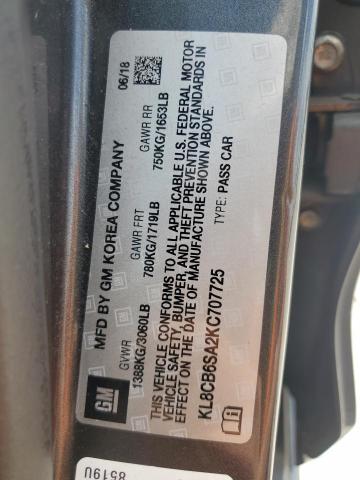 GM
MFD BY GM KOREA COMPANY
06/18
GVWR GAWR FRT GAWR RR
1388KG/3060LB 780KG/1719LB 750KG/1653LB
THIS VEHICLE CONFORMS TO ALL APPLICABLE U.S. FEDERAL MOTOR
VEHICLE SAFETY, BUMPER, AND THEFT PREVENTION STANDARDS IN
EFFECT ON THE DATE OF MANUFACTURE SHOWN ABOVE.
KL8CB6SA2KC707725 TYPE: PASS CAR
8519U